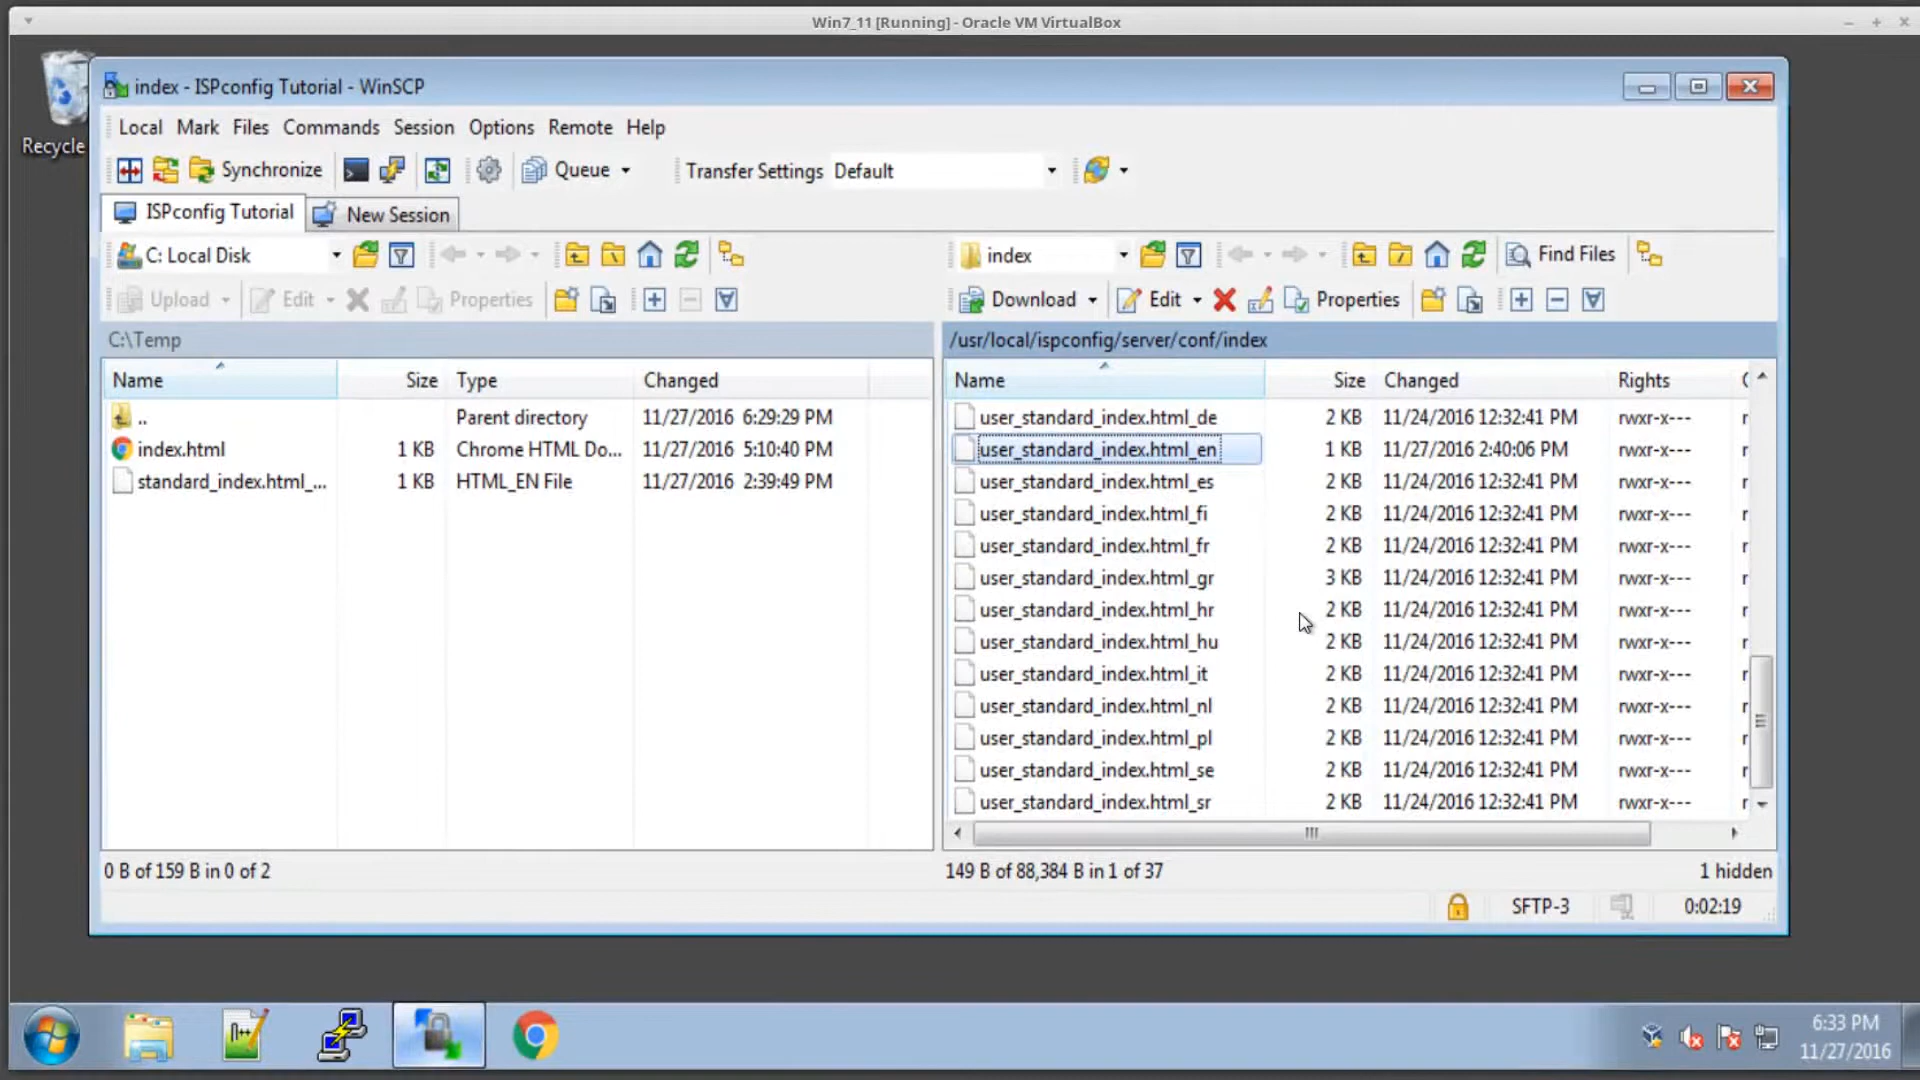 Win7_11 [Running] - Oracle VM VirtualBox
Recycle
index - ISPconfig Tutorial - WinSCP
Local Mark Files Commands Session Options Remote Help
Synchronize Queue Transfer Settings Default
ISPconfig Tutorial New Session
C: Local Disk index Find Files
Upload Edit Properties Download Edit Properties
C:\Temp /usr/local/ispconfig/server/conf/index
Name Size Type Changed
.. Parent directory 11/27/2016 6:29:29 PM
index.html 1 KB Chrome HTML Do... 11/27/2016 5:10:40 PM
standard_index.html_... 1 KB HTML_EN File 11/27/2016 2:39:49 PM
Name Size Changed Rights
user_standard_index.html_de 2 KB 11/24/2016 12:32:41 PM rwxr-x--- r
user_standard_index.html_en 1 KB 11/27/2016 2:40:06 PM rwxr-x--- r
user_standard_index.html_es 2 KB 11/24/2016 12:32:41 PM rwxr-x--- r
user_standard_index.html_fi 2 KB 11/24/2016 12:32:41 PM rwxr-x--- r
user_standard_index.html_fr 2 KB 11/24/2016 12:32:41 PM rwxr-x--- r
user_standard_index.html_gr 3 KB 11/24/2016 12:32:41 PM rwxr-x--- r
user_standard_index.html_hr 2 KB 11/24/2016 12:32:41 PM rwxr-x--- r
user_standard_index.html_hu 2 KB 11/24/2016 12:32:41 PM rwxr-x--- r
user_standard_index.html_it 2 KB 11/24/2016 12:32:41 PM rwxr-x--- r
user_standard_index.html_nl 2 KB 11/24/2016 12:32:41 PM rwxr-x--- r
user_standard_index.html_pl 2 KB 11/24/2016 12:32:41 PM rwxr-x--- r
user_standard_index.html_se 2 KB 11/24/2016 12:32:41 PM rwxr-x--- r
user_standard_index.html_sr 2 KB 11/24/2016 12:32:41 PM rwxr-x--- r
0 B of 159 B in 0 of 2 149 B of 88,384 B in 1 of 37 1 hidden
SFTP-3 0:02:19
6:33 PM
11/27/2016